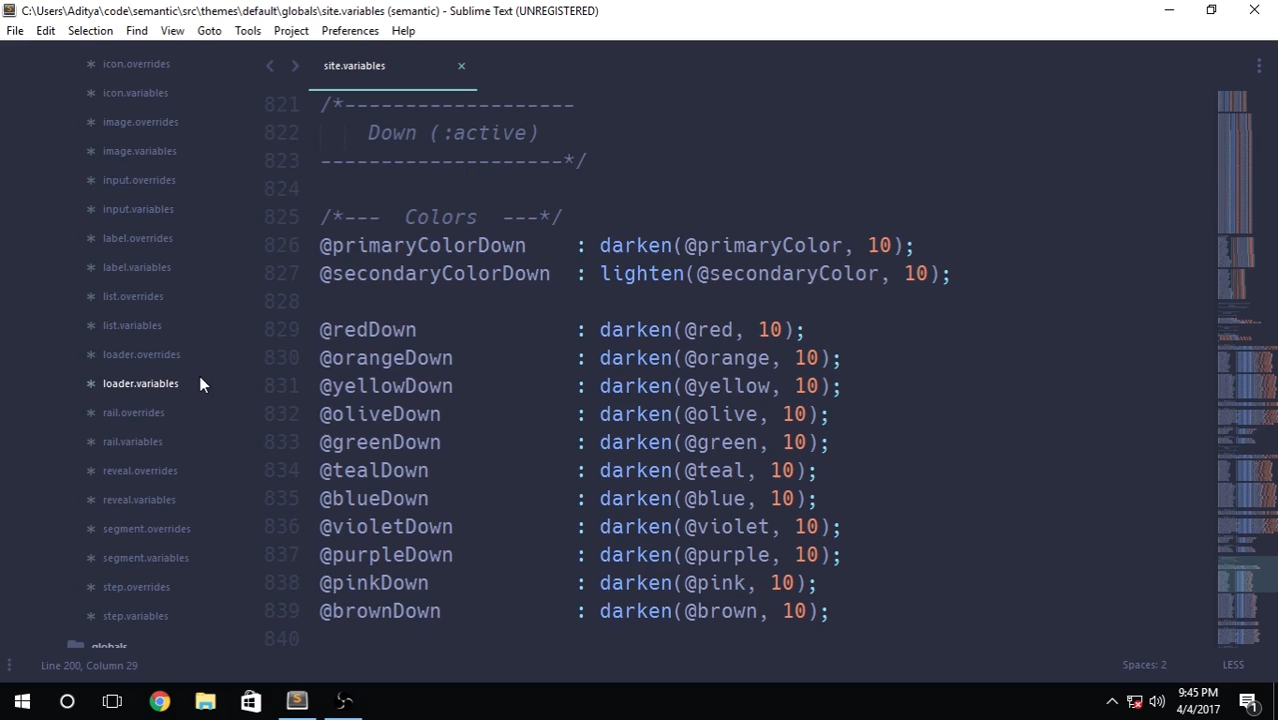 C:\Users\Aditya\code\semantic\src\themes\default\globals\site.variables (semantic) - Sublime Text (UNREGISTERED)
File Edit Selection Find View Goto Tools Project Preferences Help
icon.overrides
icon.variables
image.overrides
image.variables
input.overrides
input.variables
label.overrides
label.variables
list.overrides
list.variables
loader.overrides
loader.variables
rail.overrides
rail.variables
reveal.overrides
reveal.variables
segment.overrides
segment.variables
step.overrides
step.variables
globals
site.variables
821 /*-------------------
822 Down (:active)
823 --------------------*/
824
825 /*--- Colors ---*/
826 @primaryColorDown : darken(@primaryColor, 10);
827 @secondaryColorDown : lighten(@secondaryColor, 10);
828
829 @redDown : darken(@red, 10);
830 @orangeDown : darken(@orange, 10);
831 @yellowDown : darken(@yellow, 10);
832 @oliveDown : darken(@olive, 10);
833 @greenDown : darken(@green, 10);
834 @tealDown : darken(@teal, 10);
835 @blueDown : darken(@blue, 10);
836 @violetDown : darken(@violet, 10);
837 @purpleDown : darken(@purple, 10);
838 @pinkDown : darken(@pink, 10);
839 @brownDown : darken(@brown, 10);
840
Line 200, Column 29
Spaces: 2
LESS
9:45 PM
4/4/2017
1